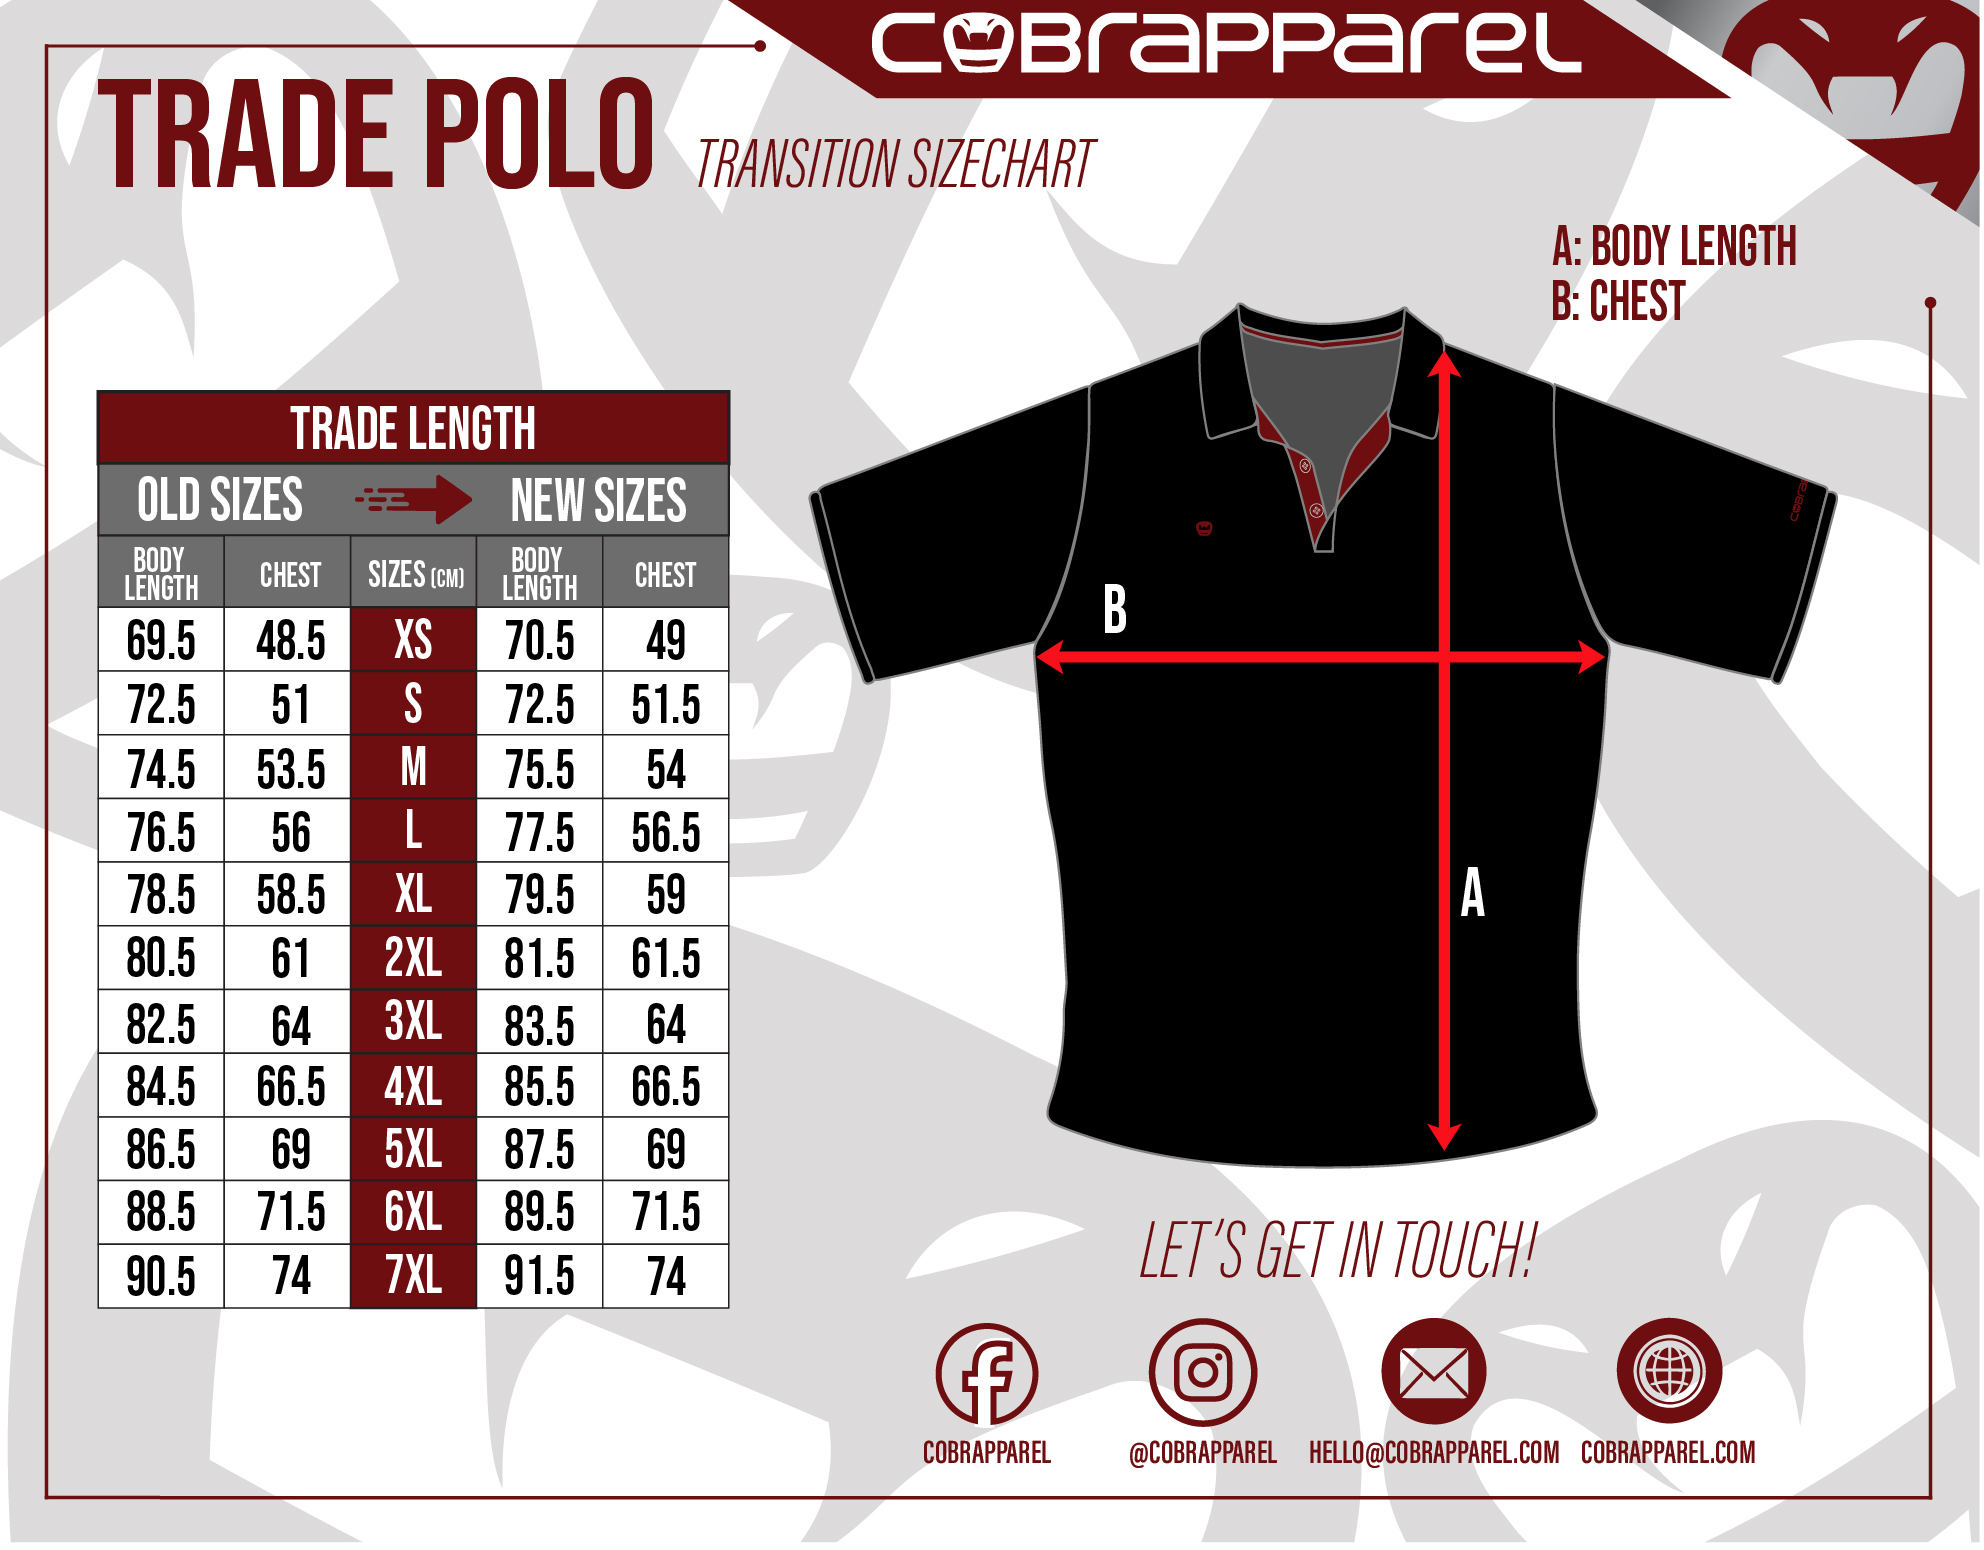 COBRAPPAREL
TRADE POLO
TRANSITION SIZECHART
A: BODY LENGTH
B: CHEST
TRADE LENGTH
OLD SIZES NEW SIZES
BODY LENGTH CHEST SIZES (CM) BODY LENGTH CHEST
69.5 48.5 XS 70.5 49
72.5 51 S 72.5 51.5
74.5 53.5 M 75.5 54
76.5 56 L 77.5 56.5
78.5 58.5 XL 79.5 59
80.5 61 2XL 81.5 61.5
82.5 64 3XL 83.5 64
84.5 66.5 4XL 85.5 66.5
86.5 69 5XL 87.5 69
88.5 71.5 6XL 89.5 71.5
90.5 74 7XL 91.5 74
B
A
LET'S GET IN TOUCH!
COBRAPPAREL @COBRAPPAREL HELLO@COBRAPPAREL.COM COBRAPPAREL.COM